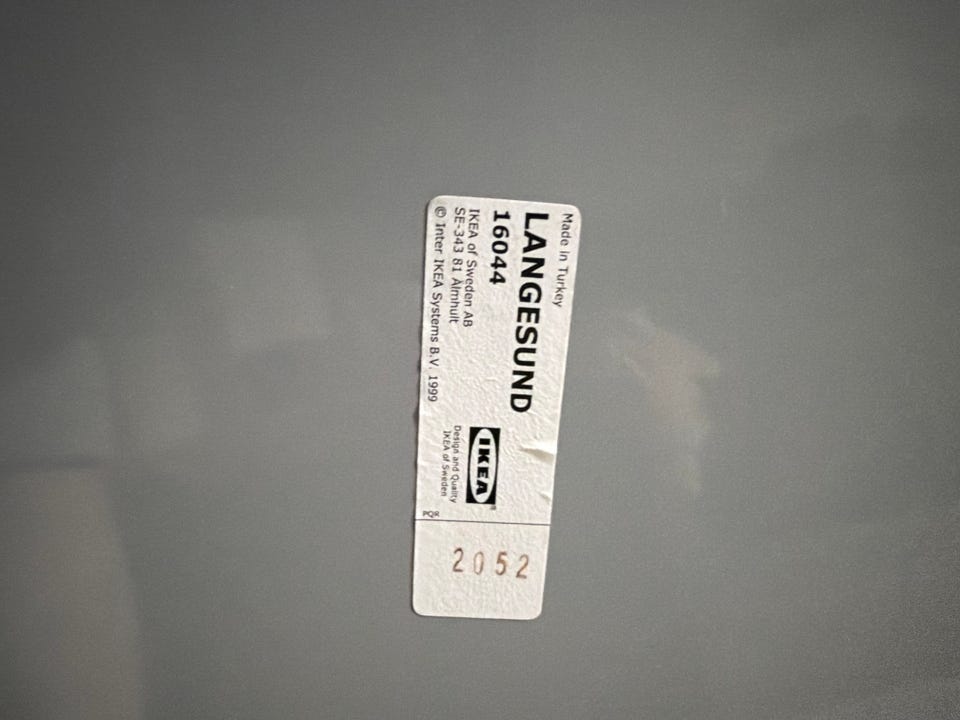 Made in Turkey
LANGESUND
16044
IKEA of Sweden AB
SE-343 81 Älmhult
© Inter IKEA Systems B.V. 1999
IKEA®
Design and Quality
IKEA of Sweden
PQR
2052